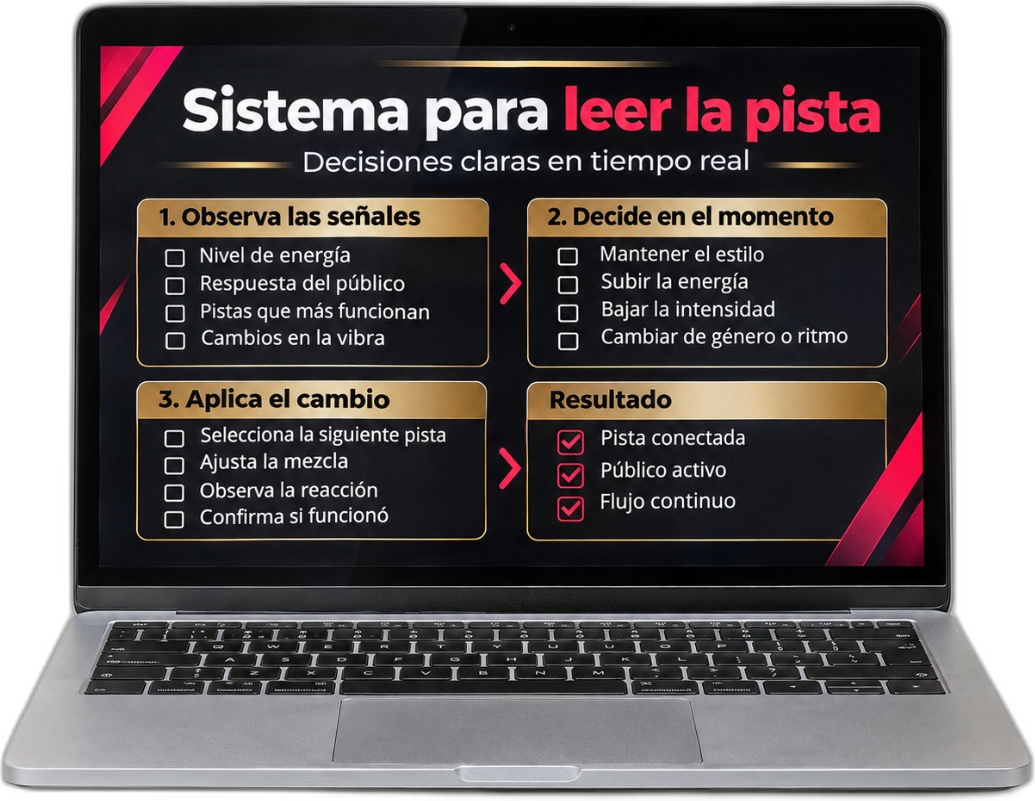 Sistema para leer la pista
Decisiones claras en tiempo real
1. Observa las señales
Nivel de energía
Respuesta del público
Pistas que más funcionan
Cambios en la vibra
2. Decide en el momento
Mantener el estilo
Subir la energía
Bajar la intensidad
Cambiar de género o ritmo
3. Aplica el cambio
Selecciona la siguiente pista
Ajusta la mezcla
Observa la reacción
Confirma si funcionó
Resultado
Pista conectada
Público activo
Flujo continuo